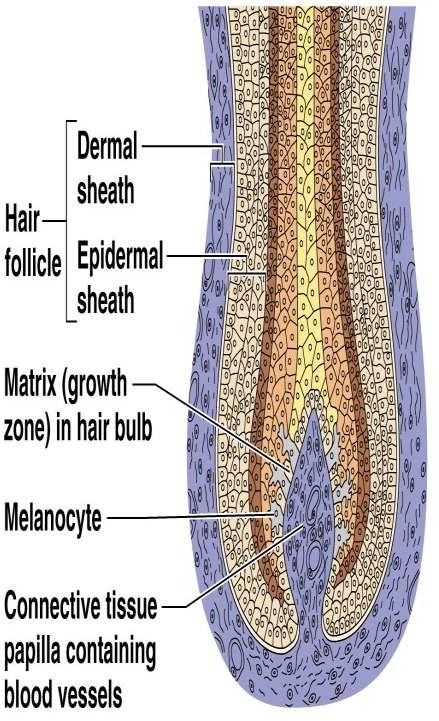 Dermal
sheath
Hair
follicle
Epidermal
sheath
Matrix (growth
zone) in hair bulb
Melanocyte
Connective tissue
papilla containing
blood vessels